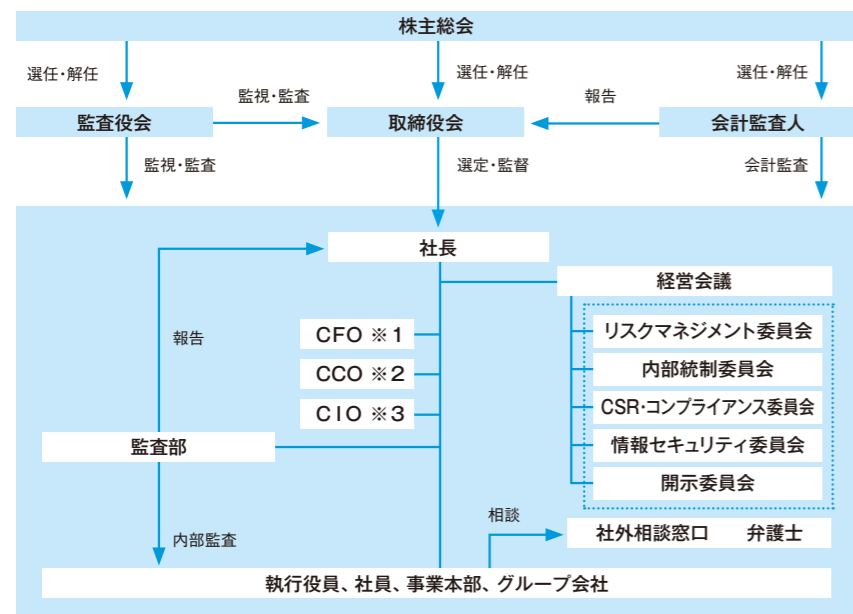 株主総会
選任・解任
選任・解任
選任・解任
監視・監査
報告
監査役会
取締役会
会計監査人
監視・監査
選定・監督
会計監査
社長
経営会議
報告
CFO ※1
リスクマネジメント委員会
CCO ※2
内部統制委員会
CIO ※3
CSR・コンプライアンス委員会
監査部
情報セキュリティ委員会
開示委員会
相談
内部監査
社外相談窓口 弁護士
執行役員、社員、事業本部、グループ会社